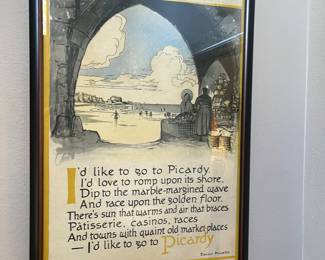 I'd like to go to Picardy.
I'd love to romp upon its shore,
Dip to the marble-margined wave
And race upon the golden floor.
There's sun that warms and air that braces
Pâtisserie, casinos, races
And towns with quaint old market-places
— I'd like to go to Picardy